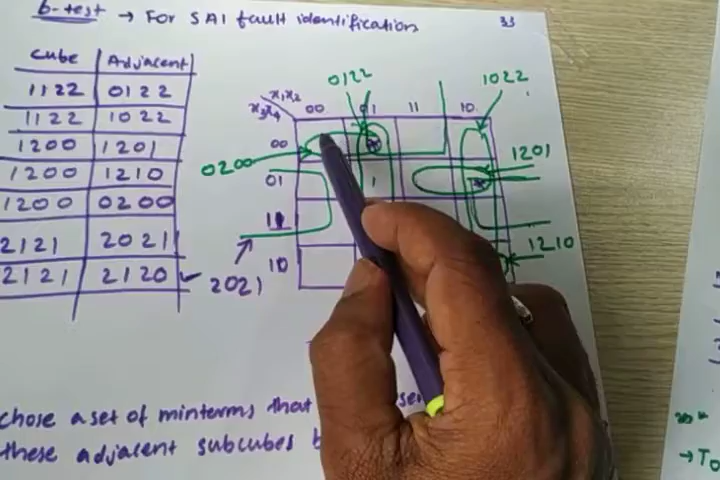 b-test → For SA1 fault identification
33
Cube Adjacent
1122 0122
1122 1022
1200 1201
1200 1210
1200 0200
2121 2021
2121 2120 ✓
0122
1022
x1x2
x3x4
00 01 11 10
00
01
11
10
1
0200
1201
1210
2021
chose a set of minterms that
these adjacent subcubes
→ To